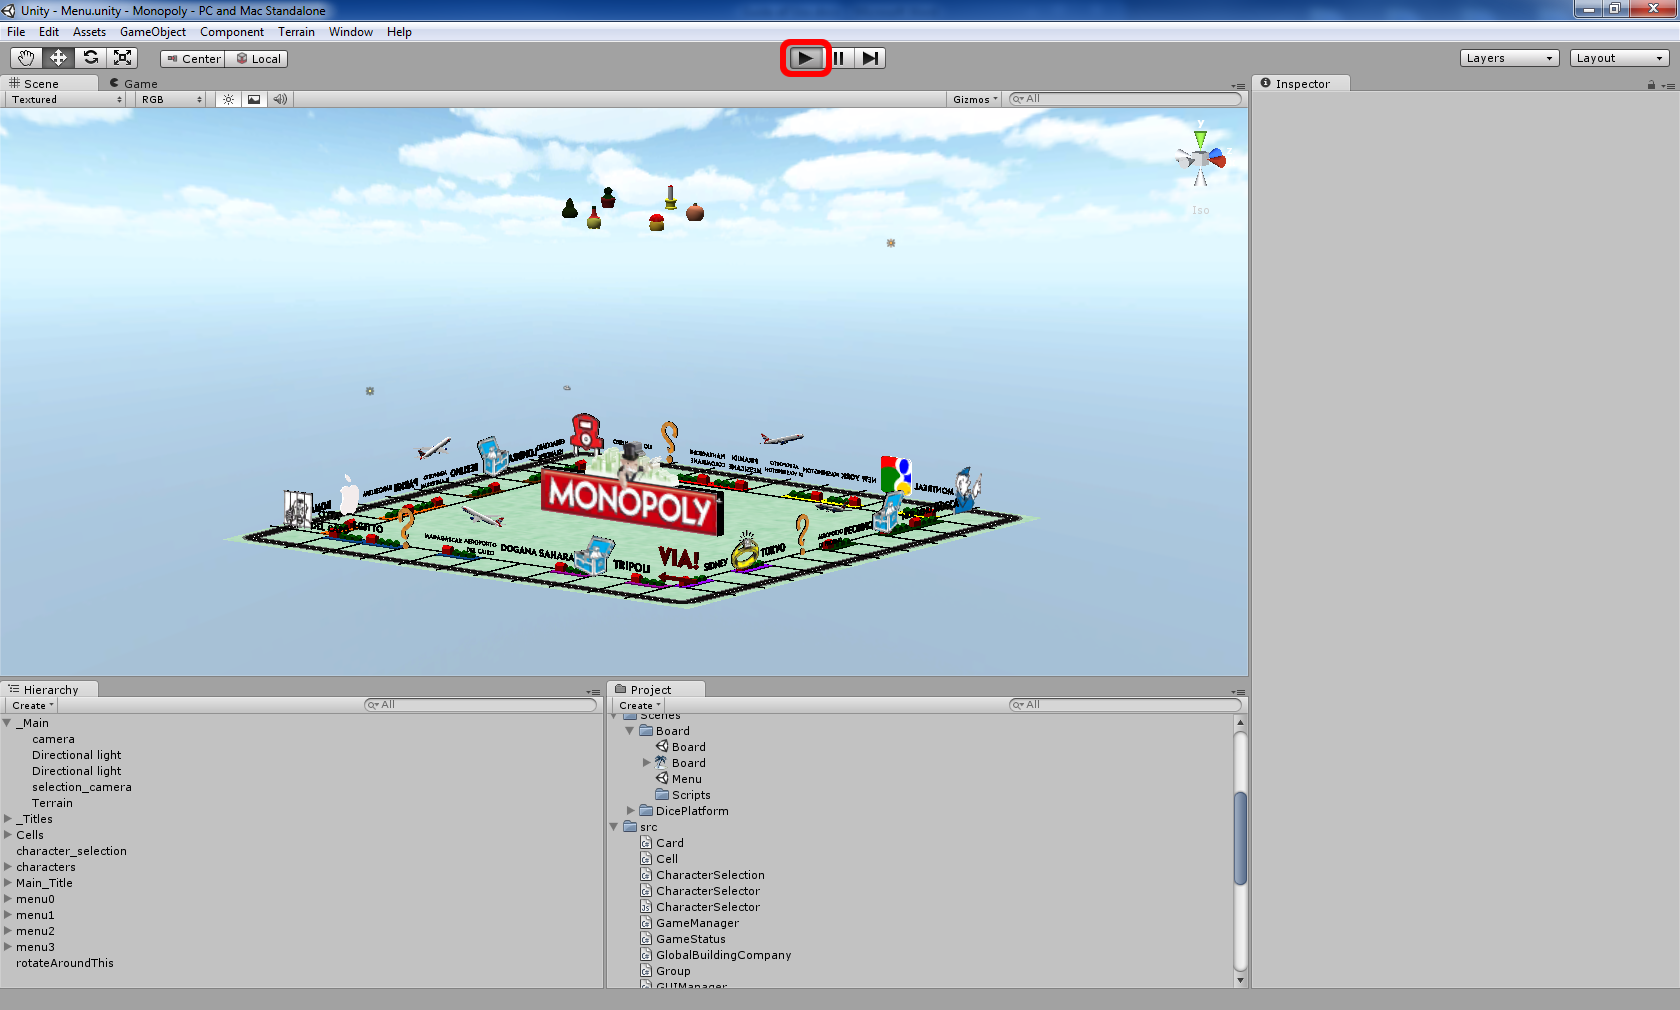 Unity - Menu.unity - Monopoly - PC and Mac Standalone
File Edit Assets GameObject Component Terrain Window Help
Center Local
Layers Layout
Scene Game
Inspector
Textured RGB Gizmos All
y
Iso
MONOPOLY
MADAGASCAR AEROPORTO
DEL CAIRO
DOGANA SAHARA
TRIPOLI
VIA!
SIDNEY
TOKYO
Hierarchy
Create All
_Main
camera
Directional light
Directional light
selection_camera
Terrain
_Titles
Cells
character_selection
characters
Main_Title
menu0
menu1
menu2
menu3
rotateAroundThis
Project
Create All
Scenes
Board
Board
Board
Menu
Scripts
DicePlatform
src
Card
Cell
CharacterSelection
CharacterSelector
CharacterSelector
GameManager
GameStatus
GlobalBuildingCompany
Group
GUIManager